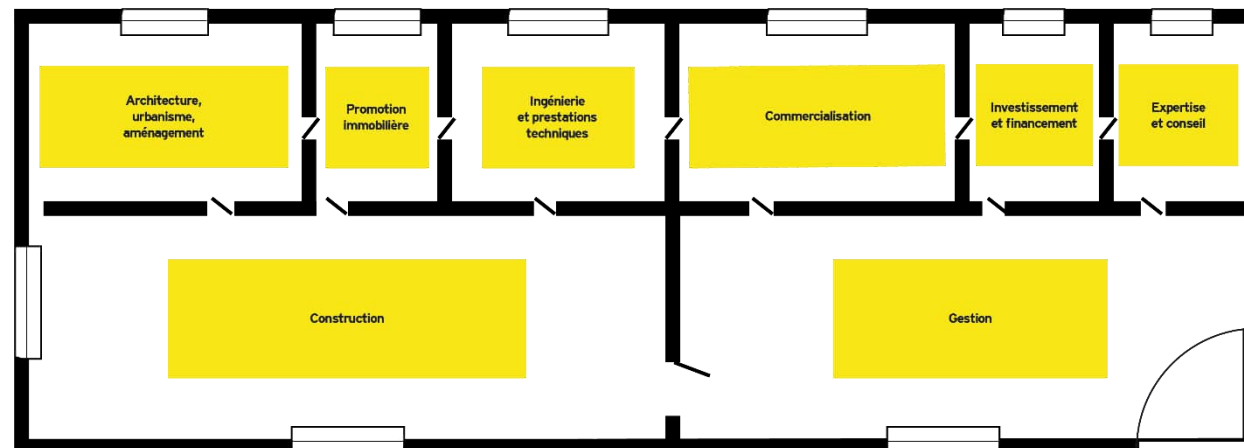 Architecture,
urbanisme,
aménagement
Promotion
immobilière
Ingénierie
et prestations
techniques
Commercialisation
Investissement
et financement
Expertise
et conseil
Construction
Gestion